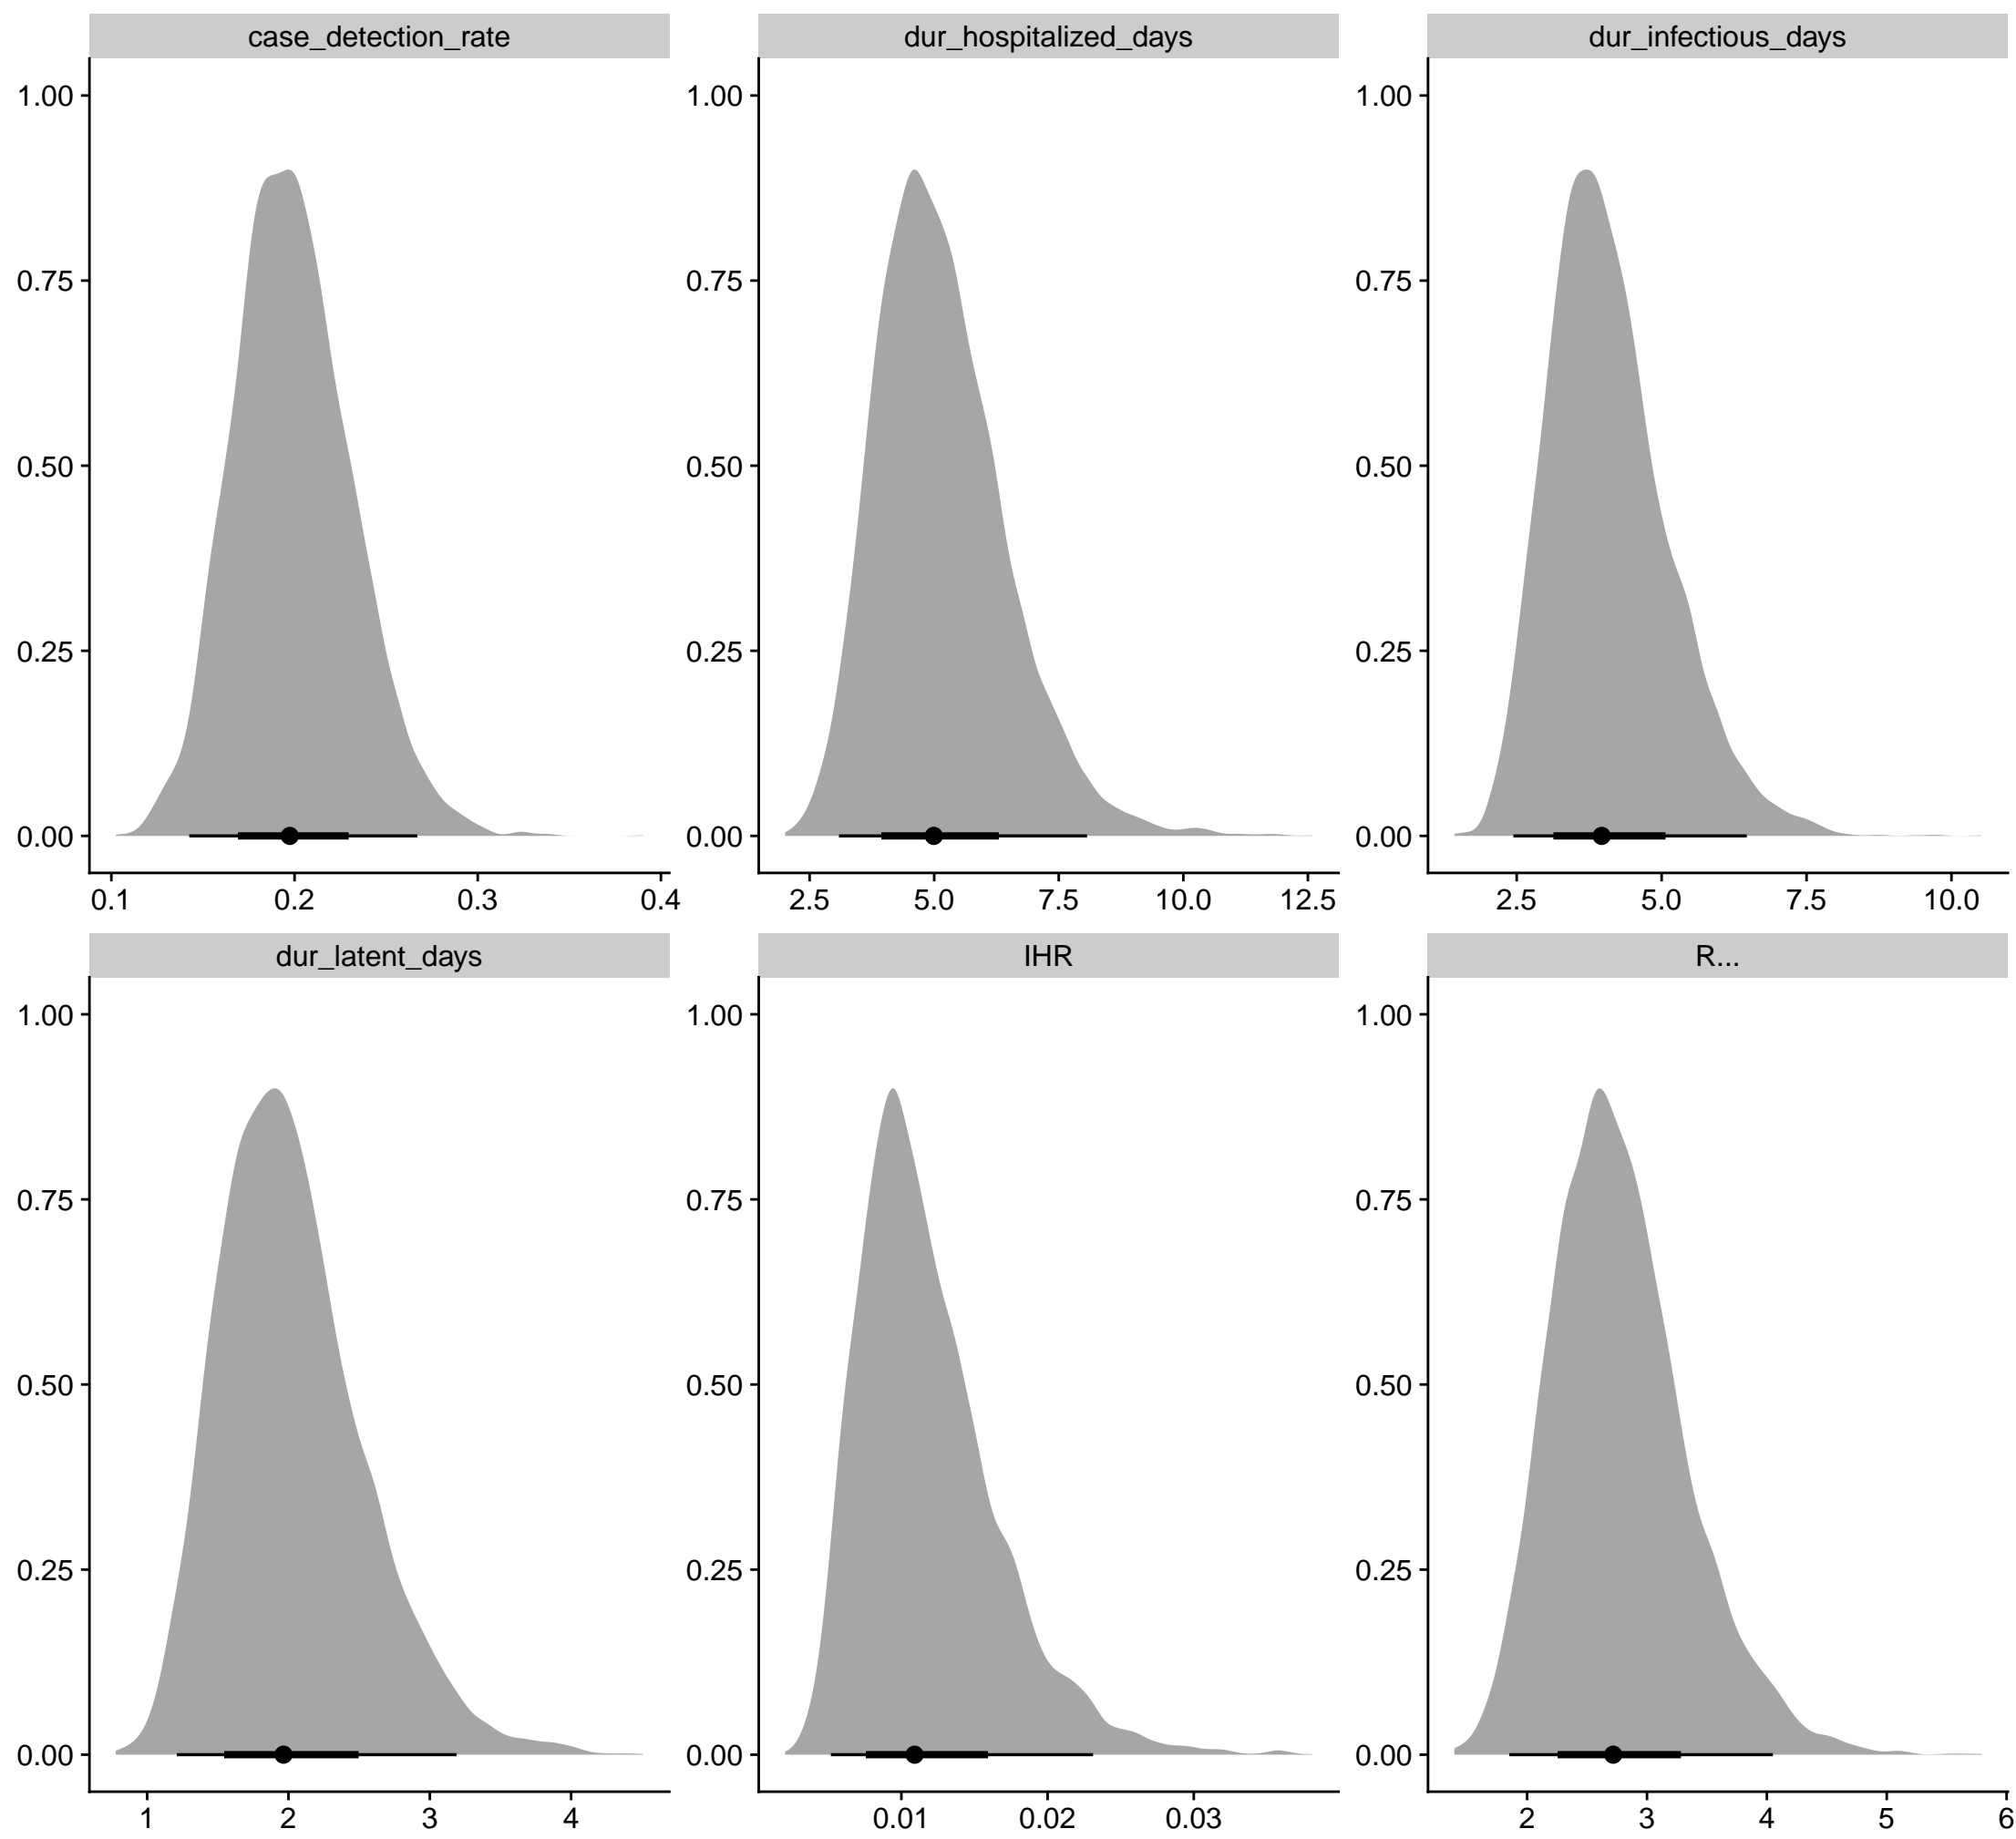 case_detection_rate
1.00
0.75
0.50
0.25
0.00
0.1 0.2 0.3 0.4
dur_hospitalized_days
1.00
0.75
0.50
0.25
0.00
2.5 5.0 7.5 10.0 12.5
dur_infectious_days
1.00
0.75
0.50
0.25
0.00
2.5 5.0 7.5 10.0
dur_latent_days
1.00
0.75
0.50
0.25
0.00
1 2 3 4
IHR
1.00
0.75
0.50
0.25
0.00
0.01 0.02 0.03
R...
1.00
0.75
0.50
0.25
0.00
2 3 4 5 6